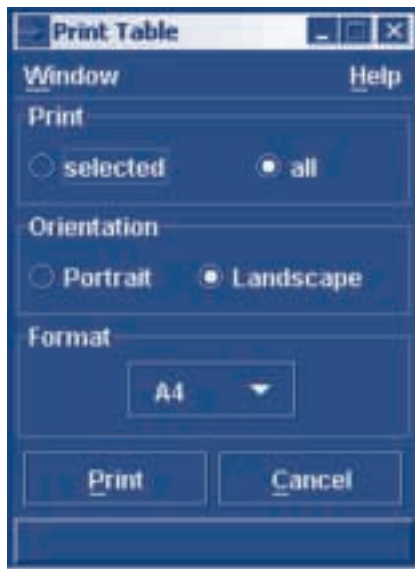 Print Table
Window Help
Print
selected all
Orientation
Portrait Landscape
Format
A4
Print Cancel